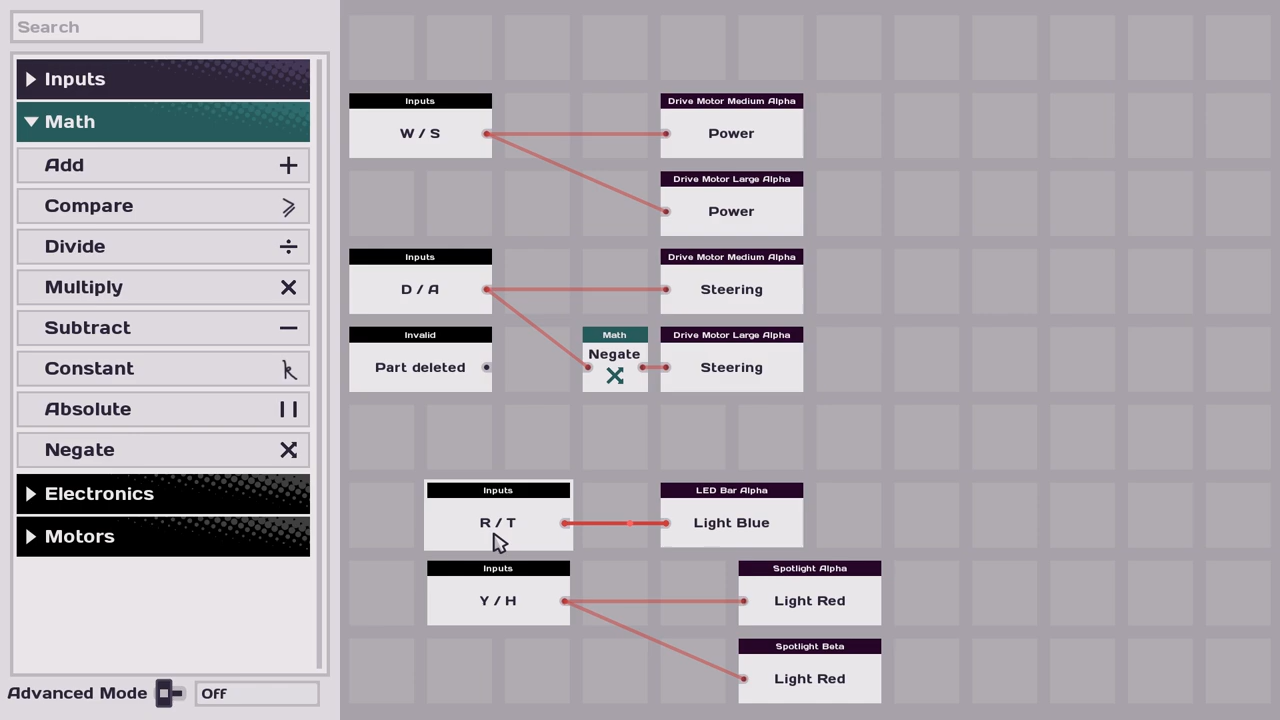 Search
Inputs
Math
Add +
Compare
Divide ÷
Multiply ×
Subtract −
Constant k
Absolute | |
Negate
Electronics
Motors
Advanced Mode Off
Inputs
W / S
Drive Motor Medium Alpha
Power
Drive Motor Large Alpha
Power
Inputs
D / A
Drive Motor Medium Alpha
Steering
Invalid
Part deleted
Math
Negate
Drive Motor Large Alpha
Steering
Inputs
R / T
LED Bar Alpha
Light Blue
Inputs
Y / H
Spotlight Alpha
Light Red
Spotlight Beta
Light Red